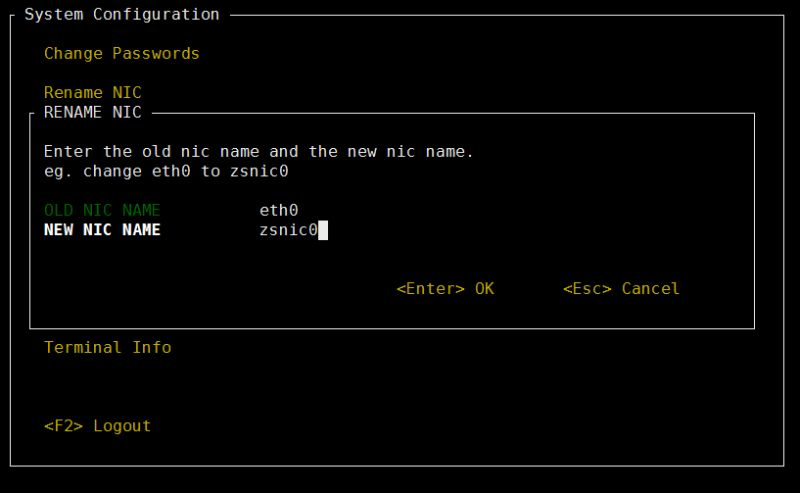 System Configuration
Change Passwords
Rename NIC
RENAME NIC
Enter the old nic name and the new nic name.
eg. change eth0 to zsnic0
OLD NIC NAME eth0
NEW NIC NAME zsnic0
<Enter> OK <Esc> Cancel
Terminal Info
<F2> Logout